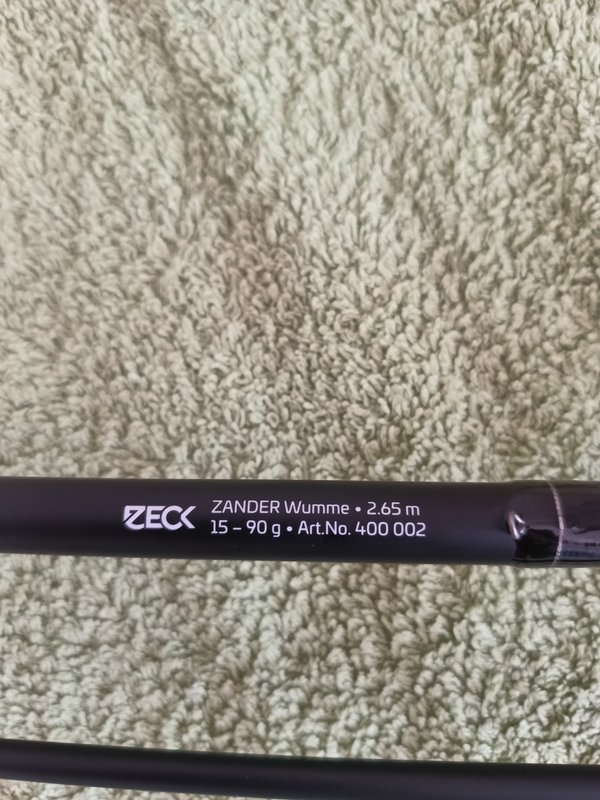 ZECK
ZANDER Wumme • 2.65 m
15 – 90 g • Art.No. 400 002